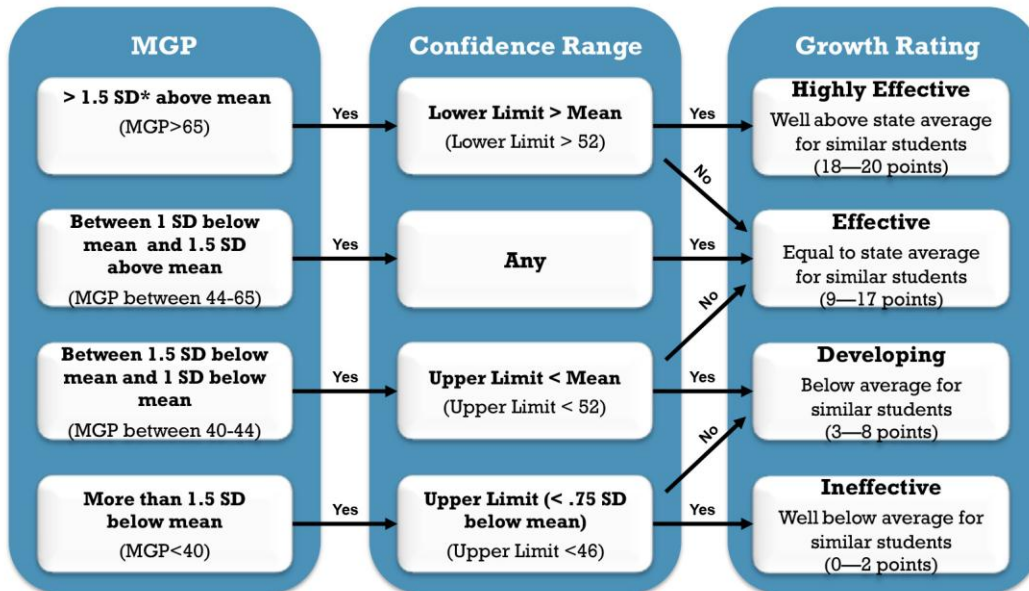 MGP
Confidence Range
Growth Rating
> 1.5 SD* above mean
(MGP>65)
Yes
Lower Limit > Mean
(Lower Limit > 52)
Yes
No
Highly Effective
Well above state average
for similar students
(18—20 points)
Between 1 SD below
mean and 1.5 SD
above mean
(MGP between 44-65)
Yes
Any
Yes
No
Effective
Equal to state average
for similar students
(9—17 points)
Between 1.5 SD below
mean and 1 SD below
mean
(MGP between 40-44)
Yes
Upper Limit < Mean
(Upper Limit < 52)
Yes
No
Developing
Below average for
similar students
(3—8 points)
More than 1.5 SD
below mean
(MGP<40)
Yes
Upper Limit (< .75 SD
below mean)
(Upper Limit <46)
Yes
Ineffective
Well below average for
similar students
(0—2 points)